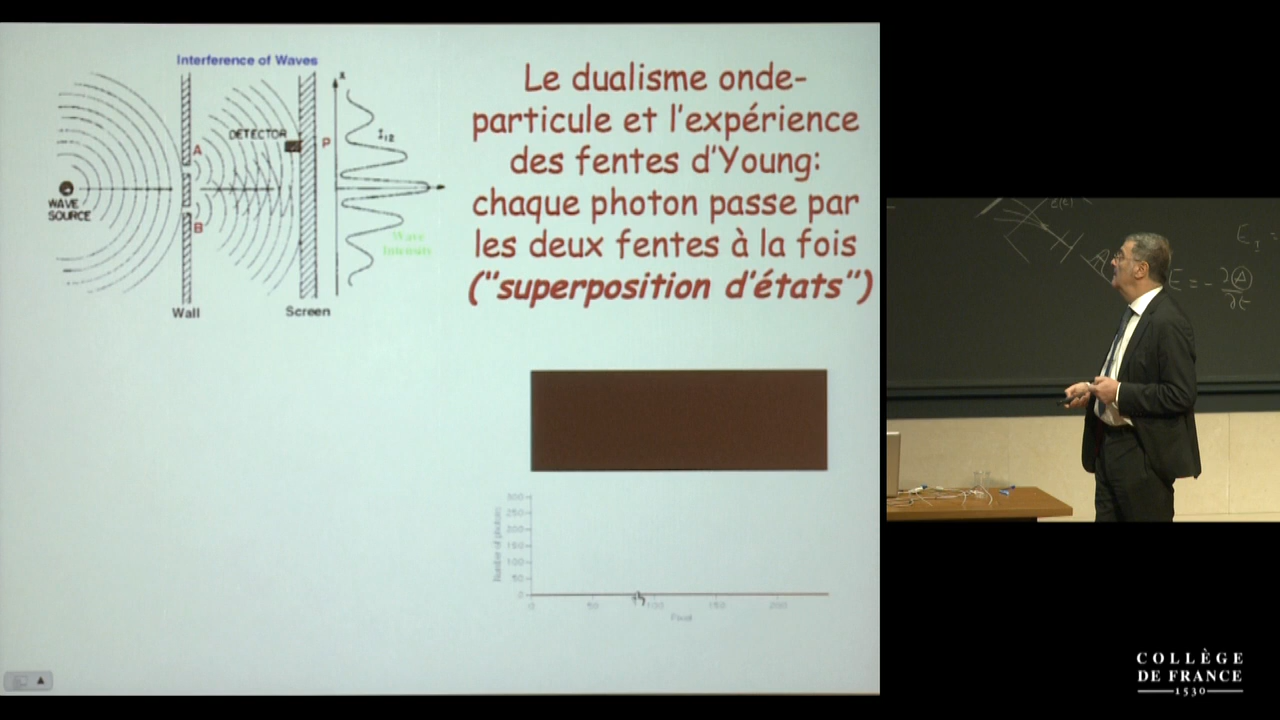 Interference of Waves
Le dualisme onde-
particule et l'expérience
des fentes d'Young:
chaque photon passe par
les deux fentes à la fois
("superposition d'états")
WAVE
SOURCE
A
B
DETECTOR
P
x
I12
Wave
Intensity
Wall
Screen
Number of photons
300
250
200
150
100
50
0
0 50 100 150 200
Pixel
E = - ∂A
∂t
COLLÈGE
DE FRANCE
1530